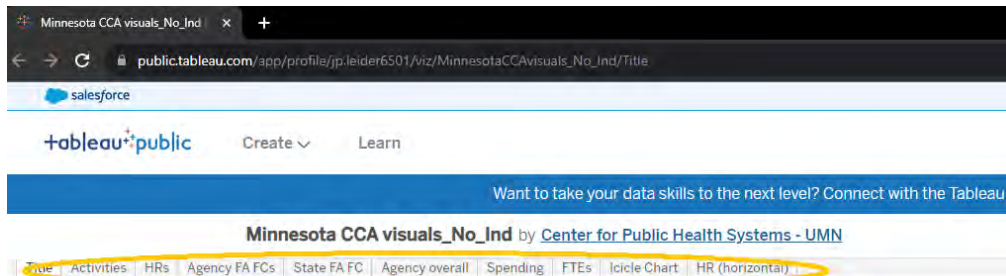 Minnesota CCA visuals_No_Ind
public.tableau.com/app/profile/jp.leider6501/viz/MinnesotaCCAvisuals_No_Ind/Title
salesforce
+ableau+public Create Learn
Want to take your data skills to the next level? Connect with the Tableau
Minnesota CCA visuals_No_Ind by Center for Public Health Systems - UMN
Title Activities HRs Agency FA FCs State FA FC Agency overall Spending FTEs Icicle Chart HR (horizontal)